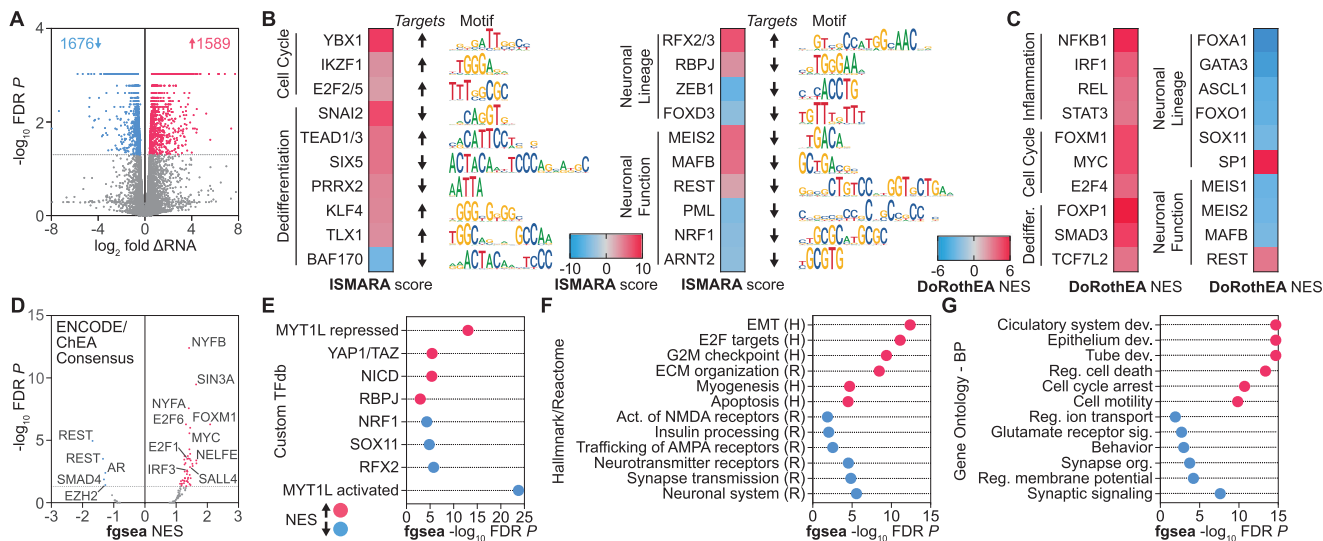 A
1676↓
↑1589
4
2
0
-log10 FDR P
-8
-4
0
4
8
log2 fold ΔRNA
B
Targets
Motif
Cell Cycle
YBX1
IKZF1
E2F2/5
Dedifferentiation
SNAI2
TEAD1/3
SIX5
PRRX2
KLF4
TLX1
BAF170
ISMARA score
-10
0
10
ISMARA score
Targets
Motif
Neuronal Lineage
RFX2/3
RBPJ
ZEB1
FOXD3
Neuronal Function
MEIS2
MAFB
REST
PML
NRF1
ARNT2
ISMARA score
C
Inflammation
NFKB1
IRF1
REL
STAT3
Cell Cycle
FOXM1
MYC
E2F4
Dediffer.
FOXP1
SMAD3
TCF7L2
DoRothEA NES
-6
0
6
DoRothEA NES
Neuronal Lineage
FOXA1
GATA3
ASCL1
FOXO1
SOX11
SP1
Neuronal Function
MEIS1
MEIS2
MAFB
REST
DoRothEA NES
D
ENCODE/
ChEA
Consensus
15
10
5
0
-log10 FDR P
NYFB
SIN3A
NYFA
E2F6
FOXM1
MYC
REST
E2F1
NELFE
REST
AR
IRF3
SMAD4
SALL4
EZH2
-3
-2
-1
0
1
2
3
fgsea NES
E
Custom TFdb
MYT1L repressed
YAP1/TAZ
NICD
RBPJ
NRF1
SOX11
RFX2
MYT1L activated
NES
↑
↓
0
5
10
15
20
25
fgsea -log10 FDR P
F
Hallmark/Reactome
EMT (H)
E2F targets (H)
G2M checkpoint (H)
ECM organization (R)
Myogenesis (H)
Apoptosis (H)
Act. of NMDA receptors (R)
Insulin processing (R)
Trafficking of AMPA receptors (R)
Neurotransmitter receptors (R)
Synapse transmission (R)
Neuronal system (R)
0
5
10
15
fgsea -log10 FDR P
G
Gene Ontology - BP
Ciculatory system dev.
Epithelium dev.
Tube dev.
Reg. cell death
Cell cycle arrest
Cell motility
Reg. ion transport
Glutamate receptor sig.
Behavior
Synapse org.
Reg. membrane potential
Synaptic signaling
0
5
10
15
fgsea -log10 FDR P